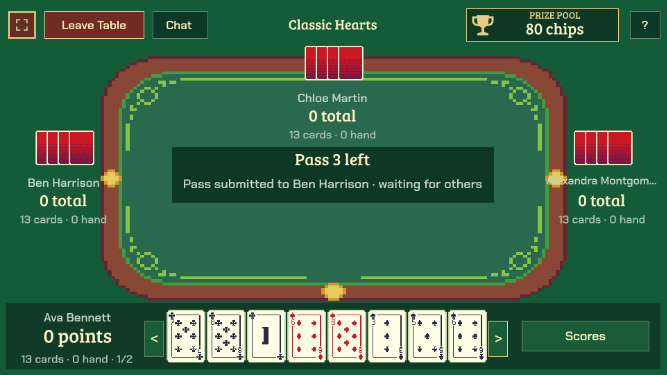 Leave Table
Chat
Classic Hearts
PRIZE POOL
80 chips
?
Chloe Martin
0 total
13 cards · 0 hand
Pass 3 left
Pass submitted to Ben Harrison · waiting for others
Ben Harrison
0 total
13 cards · 0 hand
Montgom...
0 total
13 cards · 0 hand
Ava Bennett
0 points
13 cards · 0 hand · 1/2
<
>
Scores